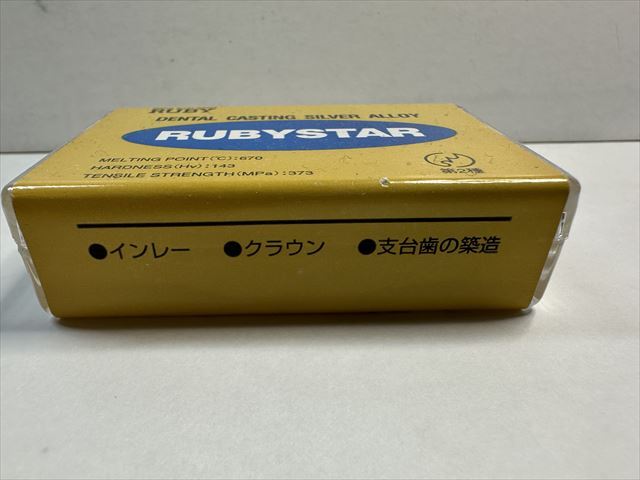 RUBY
DENTAL CASTING SILVER ALLOY
RUBYSTAR
MELTING POINT(℃):670
HARDNESS(Hv):143
TENSILE STRENGTH(MPa):373
第2種
●インレー ●クラウン ●支台歯の築造